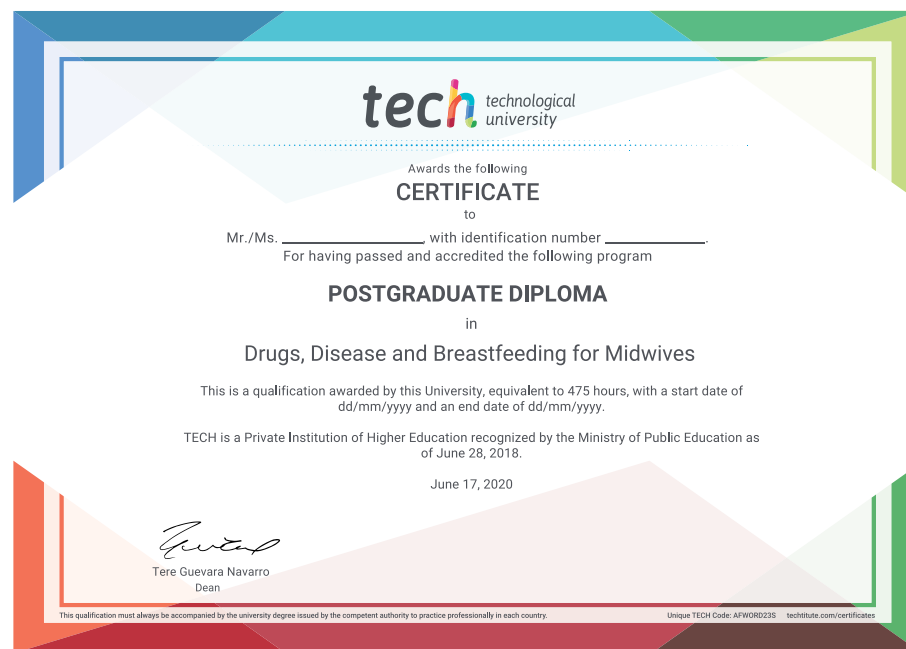 tech technological
university
Awards the following
CERTIFICATE
to
Mr./Ms. ____________, with identification number ____________.
For having passed and accredited the following program
POSTGRADUATE DIPLOMA
in
Drugs, Disease and Breastfeeding for Midwives
This is a qualification awarded by this University, equivalent to 475 hours, with a start date of
dd/mm/yyyy and an end date of dd/mm/yyyy.
TECH is a Private Institution of Higher Education recognized by the Ministry of Public Education as
of June 28, 2018.
June 17, 2020
Tere Guevara Navarro
Dean
This qualification must always be accompanied by the university degree issued by the competent authority to practice professionally in each country. Unique TECH Code: AFWORD23S techtitute.com/certificates